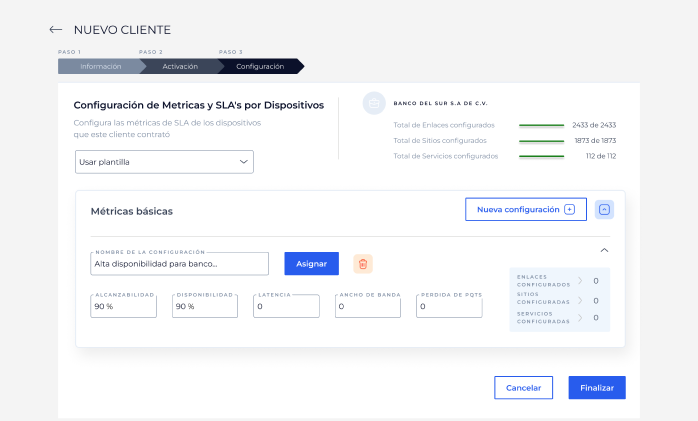 NUEVO CLIENTE
PASO 1
PASO 2
PASO 3
Información
Activación
Configuración
Configuración de Metricas y SLA's por Dispositivos
Configura las métricas de SLA de los dispositivos
que este cliente contrató
Usar plantilla
BANCO DEL SUR S.A DE C.V.
Total de Enlaces configurados
2433 de 2433
Total de Sitios configurados
1873 de 1873
Total de Servicios configurados
112 de 112
Métricas básicas
Nueva configuración
NOMBRE DE LA CONFIGURACIÓN
Alta disponibilidad para banco...
Asignar
ALCANZABILIDAD
90 %
DISPONIBILIDAD
90 %
LATENCIA
0
ANCHO DE BANDA
0
PERDIDA DE PQTS
0
ENLACES
CONFIGURADOS
0
SITIOS
CONFIGURADAS
0
SERVICIOS
CONFIGURADAS
0
Cancelar
Finalizar